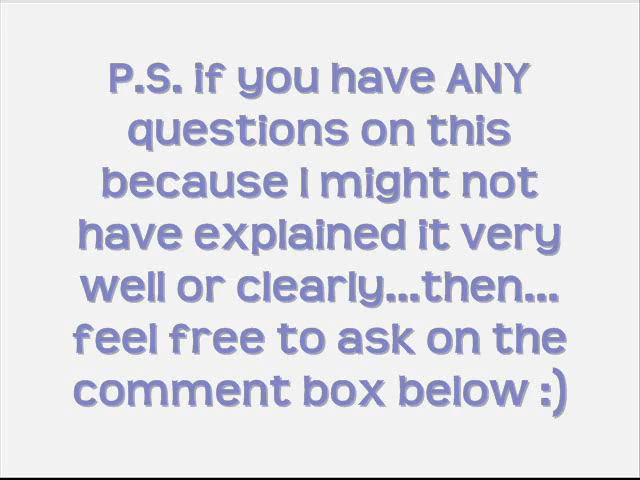 P.S. if you have ANY
questions on this
because I might not
have explained it very
well or clearly...then...
feel free to ask on the
comment box below :)